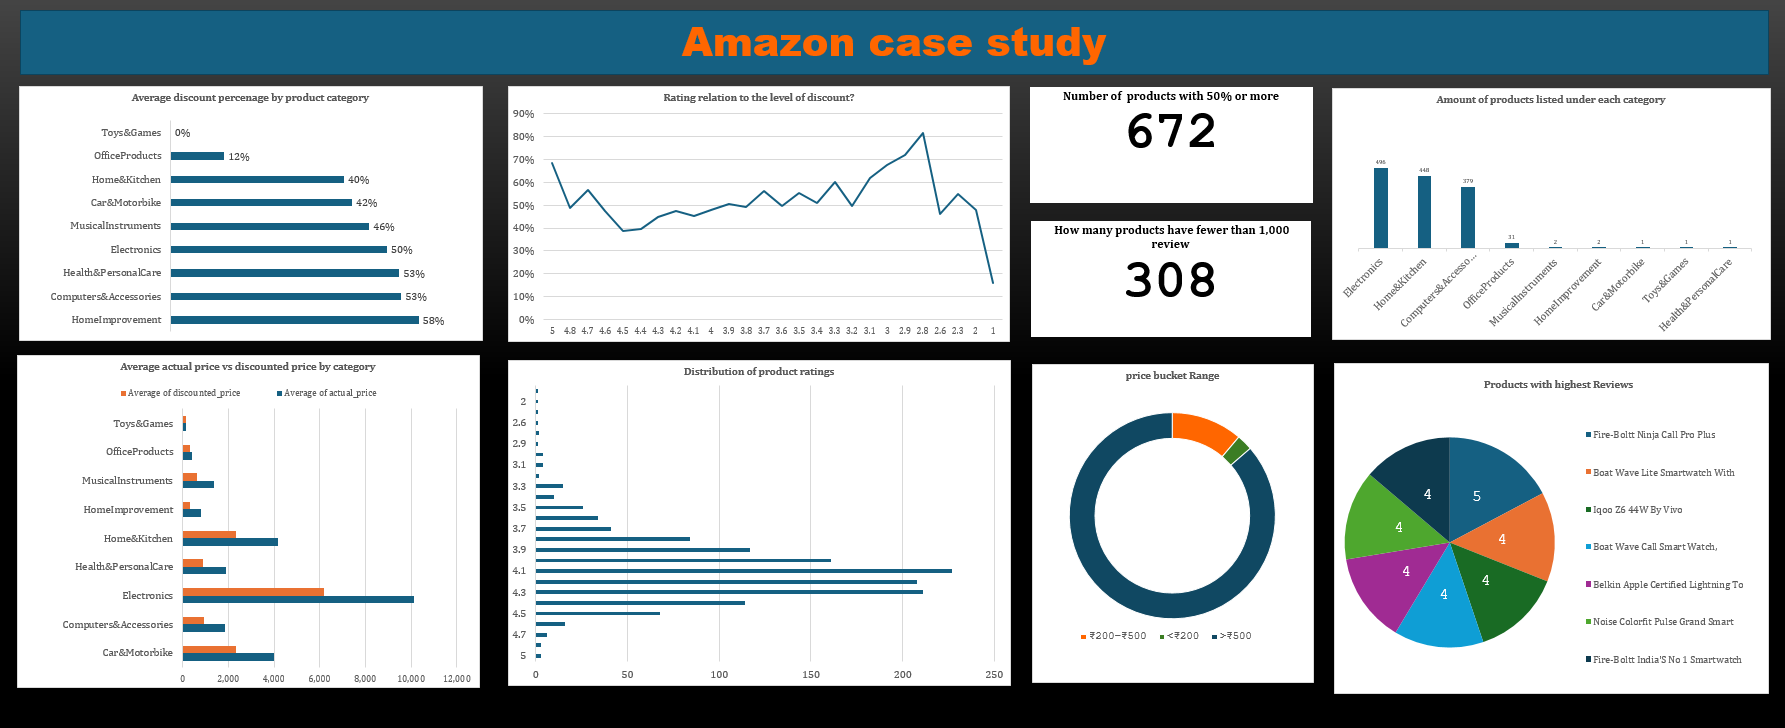 Amazon case study
Average discount percenage by product category
Toys&Games
0%
OfficeProducts
12%
Home&Kitchen
40%
Car&Motorbike
42%
MusicalInstruments
46%
Electronics
50%
Health&PersonalCare
53%
Computers&Accessories
53%
HomeImprovement
58%
Rating relation to the level of discount?
90%
80%
70%
60%
50%
40%
30%
20%
10%
0%
5 4.8 4.7 4.6 4.5 4.4 4.3 4.2 4.1 4 3.9 3.8 3.7 3.6 3.5 3.4 3.3 3.2 3.1 3 2.9 2.8 2.6 2.3 2 1
Number of products with 50% or more
672
How many products have fewer than 1,000
review
308
Amount of products listed under each category
496
448
379
31
2
2
1
1
1
Electronics
Home&Kitchen
Computers&Accesso...
OfficeProducts
MusicalInstruments
HomeImprovement
Car&Motorbike
Toys&Games
Health&PersonalCare
Average actual price vs discounted price by category
Average of discounted_price
Average of actual_price
Toys&Games
OfficeProducts
MusicalInstruments
HomeImprovement
Home&Kitchen
Health&PersonalCare
Electronics
Computers&Accessories
Car&Motorbike
0 2,000 4,000 6,000 8,000 10,000 12,000
Distribution of product ratings
2
2.6
2.9
3.1
3.3
3.5
3.7
3.9
4.1
4.3
4.5
4.7
5
0 50 100 150 200 250
price bucket Range
₹200–₹500 <₹200 >₹500
Products with highest Reviews
5
4
4
4
4
4
4
Fire-Boltt Ninja Call Pro Plus
Boat Wave Lite Smartwatch With
Iqoo Z6 44W By Vivo
Boat Wave Call Smart Watch,
Belkin Apple Certified Lightning To
Noise Colorfit Pulse Grand Smart
Fire-Boltt India'S No 1 Smartwatch